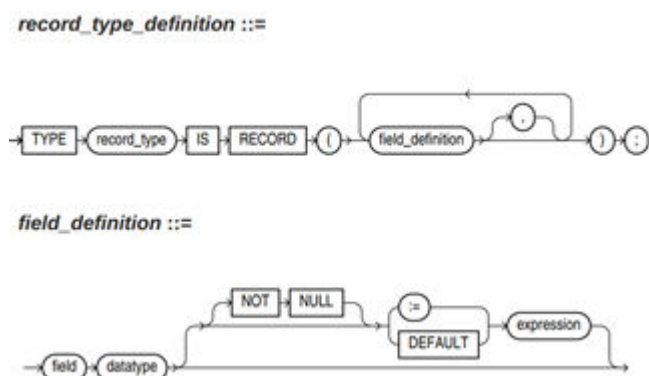 record_type_definition ::=
,
TYPE record_type IS RECORD ( field_definition ) ;
field_definition ::=
NOT NULL :=
DEFAULT expression
field datatype